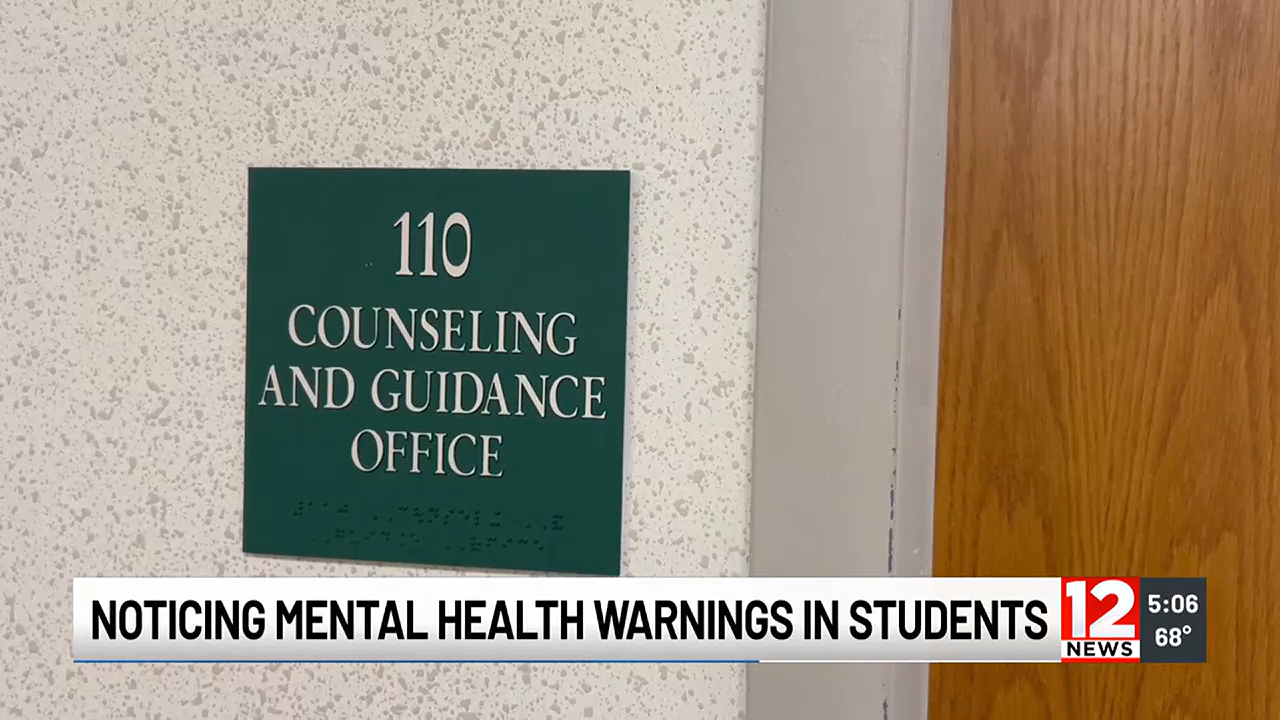 110
COUNSELING
AND GUIDANCE
OFFICE
NOTICING MENTAL HEALTH WARNINGS IN STUDENTS
12
NEWS
5:06
68°